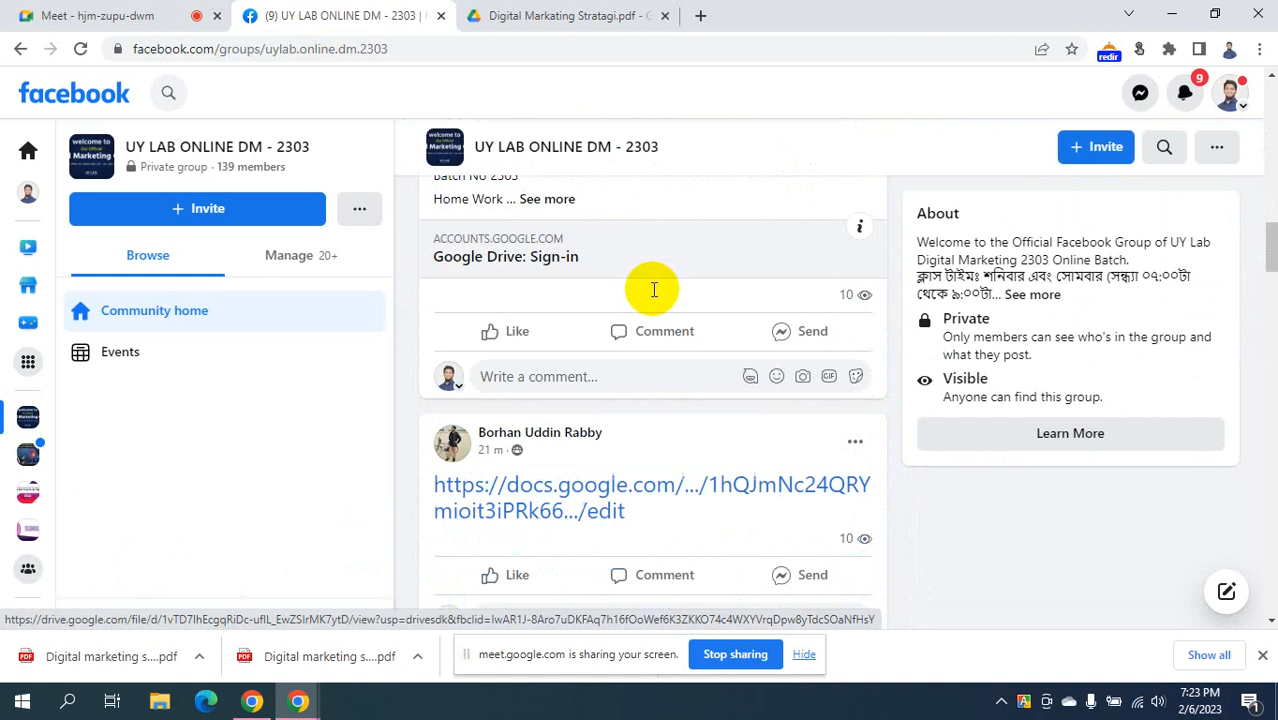 Meet - hjm-zupu-dwm
(9) UY LAB ONLINE DM - 2303 |
Digital Markating Stratagi.pdf - G
facebook.com/groups/uylab.online.dm.2303
redir
facebook
9
UY LAB ONLINE DM - 2303
Private group · 139 members
UY LAB ONLINE DM - 2303
+ Invite
+ Invite
Browse
Manage 20+
Community home
Events
Batch No 2303
Home Work ... See more
ACCOUNTS.GOOGLE.COM
Google Drive: Sign-in
10
Like
Comment
Send
Write a comment...
GIF
Borhan Uddin Rabby
21 m ·
https://docs.google.com/.../1hQJmNc24QRY
mioit3iPRk66.../edit
10
Like
Comment
Send
About
Welcome to the Official Facebook Group of UY Lab
Digital Marketing 2303 Online Batch.
ক্লাস টাইমঃ শনিবার এবং সোমবার (সন্ধ্যা ০৭:০০টা
থেকে ৯:০০টা... See more
Private
Only members can see who's in the group and
what they post.
Visible
Anyone can find this group.
Learn More
Digital marketing s....pdf
Digital marketing s....pdf
meet.google.com is sharing your screen.
Stop sharing
Hide
Show all
7:23 PM
2/6/2023